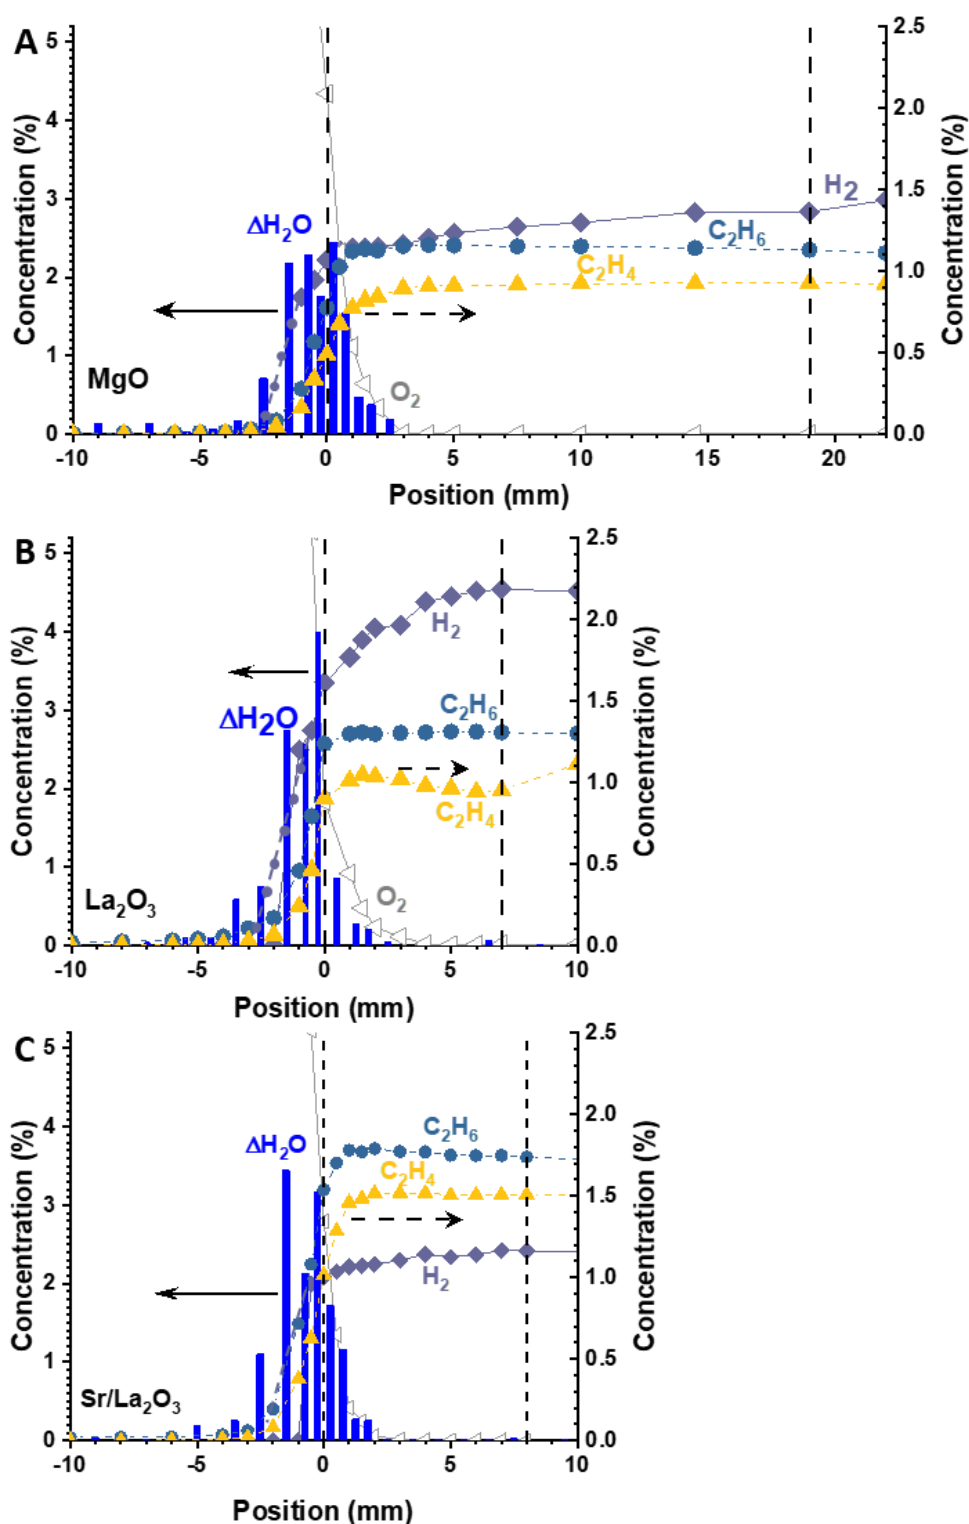 A
5
4
3
2
1
0
Concentration (%)
2.5
2.0
1.5
1.0
0.5
0.0
Concentration (%)
ΔH₂O
H2
C₂H₆
C₂H₄
O₂
MgO
-10 -5 0 5 10 15 20
Position (mm)
B
5
4
3
2
1
0
Concentration (%)
2.5
2.0
1.5
1.0
0.5
0.0
Concentration (%)
H₂
C₂H₆
ΔH2O
C₂H₄
O₂
La₂O₃
-10 -5 0 5 10
Position (mm)
C
5
4
3
2
1
0
Concentration (%)
2.5
2.0
1.5
1.0
0.5
0.0
Concentration (%)
C₂H₆
ΔH₂O
C₂H₄
H₂
Sr/La₂O₃
-10 -5 0 5 10
Position (mm)